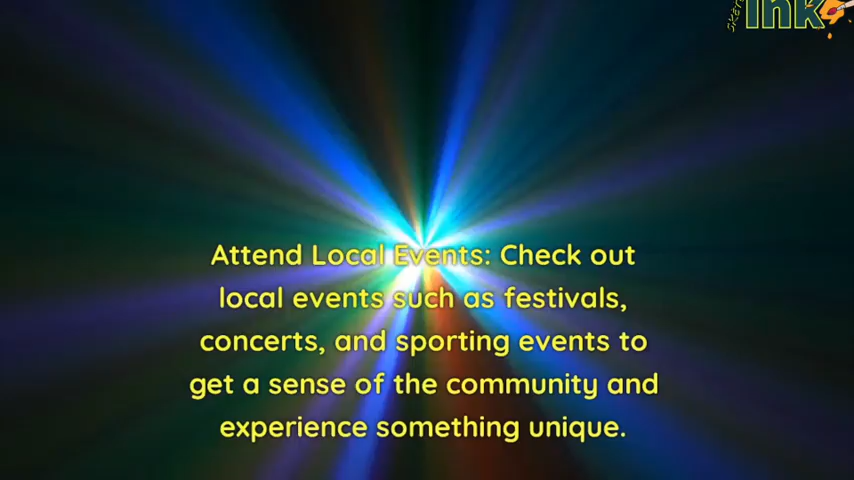 Ink
Attend Local Events: Check out
local events such as festivals,
concerts, and sporting events to
get a sense of the community and
experience something unique.